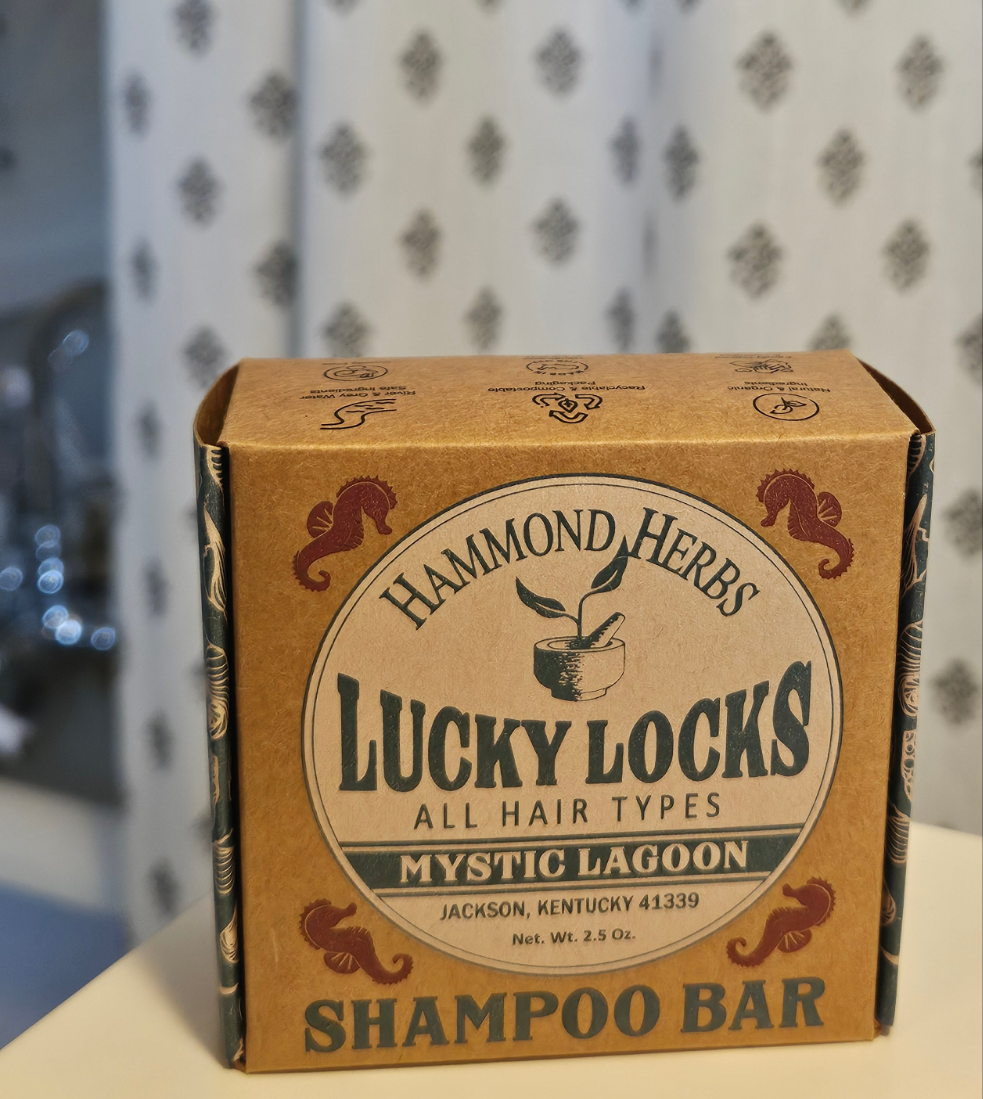 Natural & Organic
Ingredients
Recyclable & Compostable
Packaging
River & Grey Water
Safe Ingredients
HAMMOND HERBS
LUCKY LOCKS
ALL HAIR TYPES
MYSTIC LAGOON
JACKSON, KENTUCKY 41339
Net. Wt. 2.5 Oz.
SHAMPOO BAR